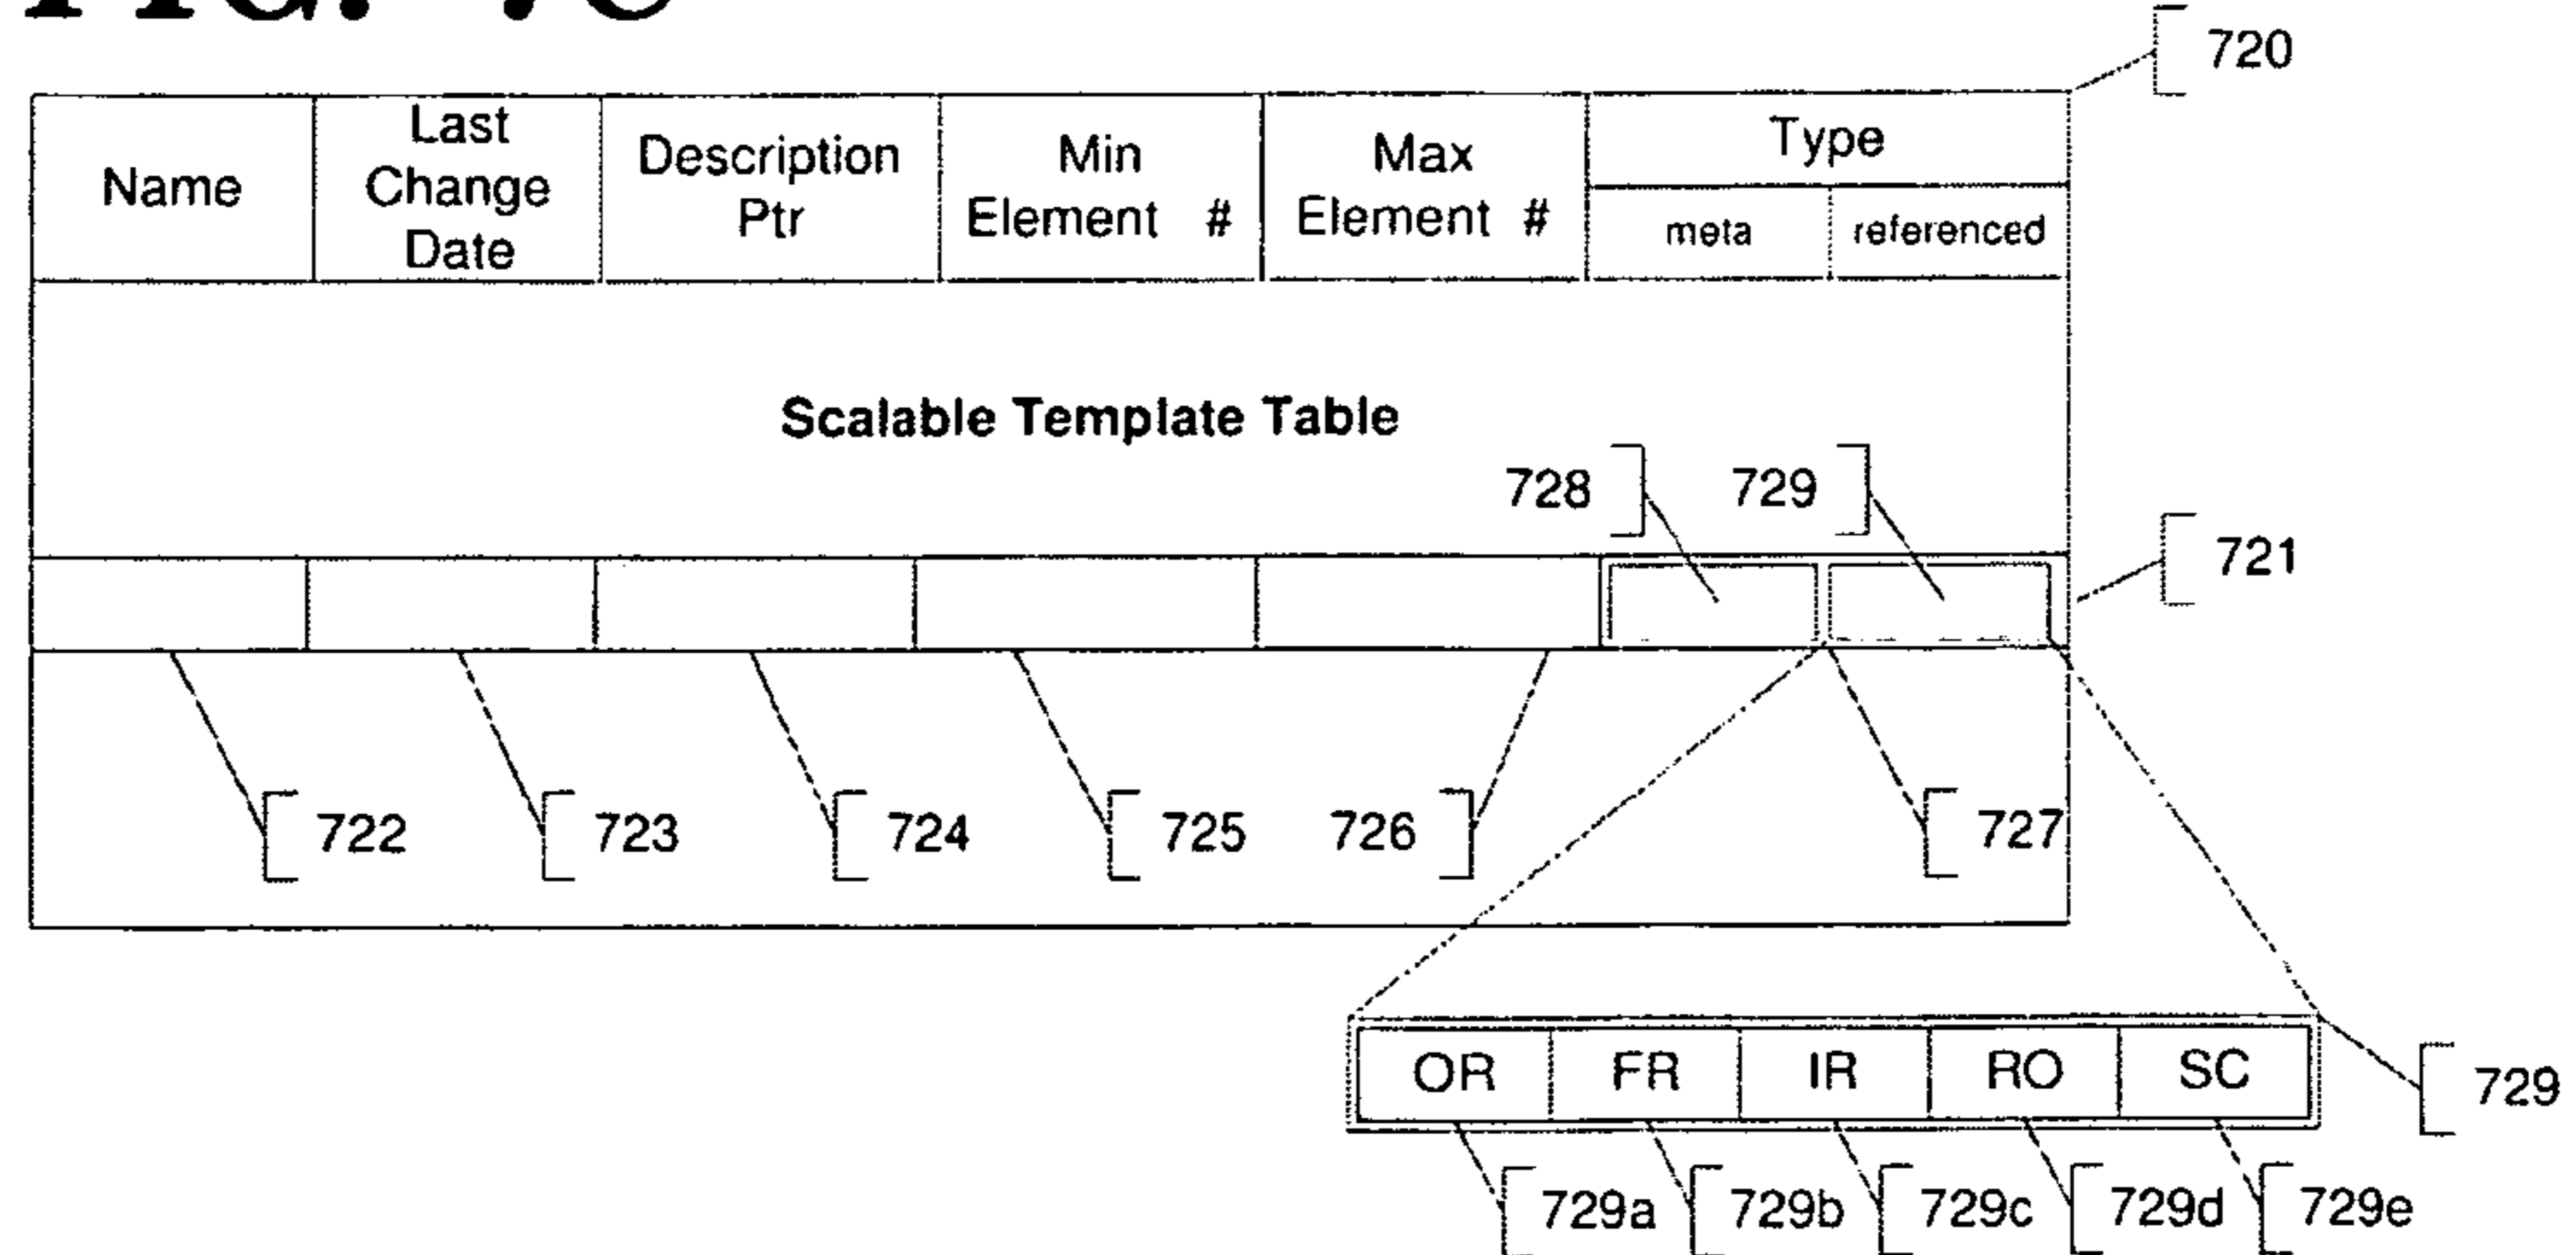 720
Name
Last
Change
Date
Description
Ptr
Min
Element #
Max
Element #
Type
meta
referenced
Scalable Template Table
728
729
721
722
723
724
725
726
727
OR
FR
IR
RO
SC
729
729a
729b
729c
729d
729e